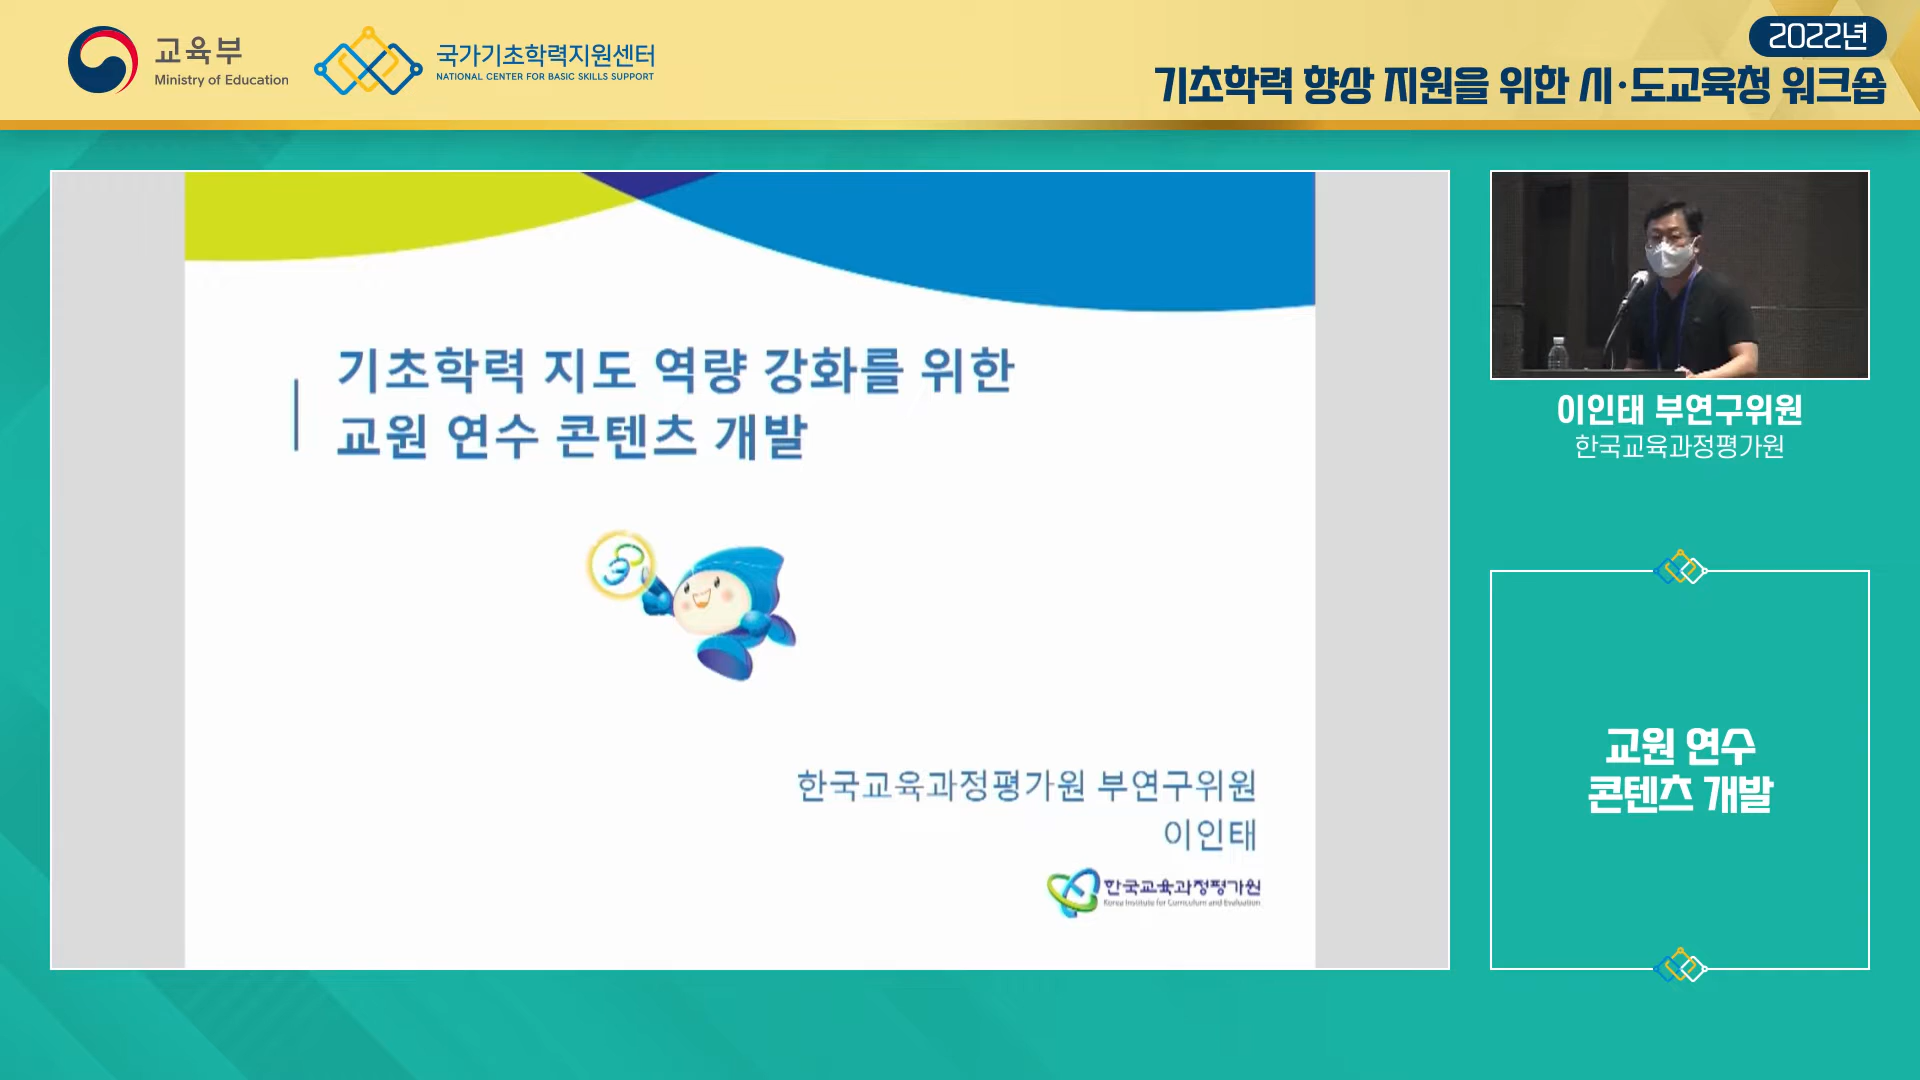 교육부
Ministry of Education
국가기초학력지원센터
NATIONAL CENTER FOR BASIC SKILLS SUPPORT
2022년
기초학력 향상 지원을 위한 시·도교육청 워크숍
기초학력 지도 역량 강화를 위한
교원 연수 콘텐츠 개발
한국교육과정평가원 부연구위원
이인태
한국교육과정평가원
Korea Institute for Curriculum and Evaluation
이인태 부연구위원
한국교육과정평가원
교원 연수
콘텐츠 개발